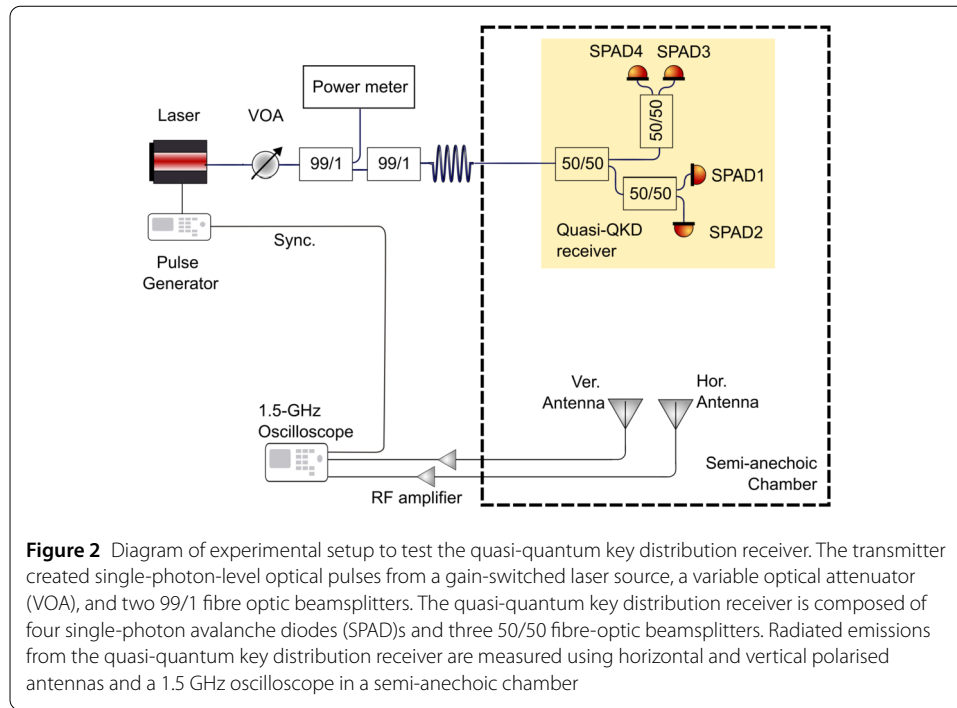 SPAD4 SPAD3
Power meter
Laser
VOA
50/50
99/1
99/1
50/50
SPAD1
50/50
Sync.
Quasi-QKD
receiver
SPAD2
Pulse
Generator
Ver.
Antenna
Hor.
Antenna
1.5-GHz
Oscilloscope
Semi-anechoic
Chamber
RF amplifier
Figure 2 Diagram of experimental setup to test the quasi-quantum key distribution receiver. The transmitter
created single-photon-level optical pulses from a gain-switched laser source, a variable optical attenuator
(VOA), and two 99/1 fibre optic beamsplitters. The quasi-quantum key distribution receiver is composed of
four single-photon avalanche diodes (SPAD)s and three 50/50 fibre-optic beamsplitters. Radiated emissions
from the quasi-quantum key distribution receiver are measured using horizontal and vertical polarised
antennas and a 1.5 GHz oscilloscope in a semi-anechoic chamber